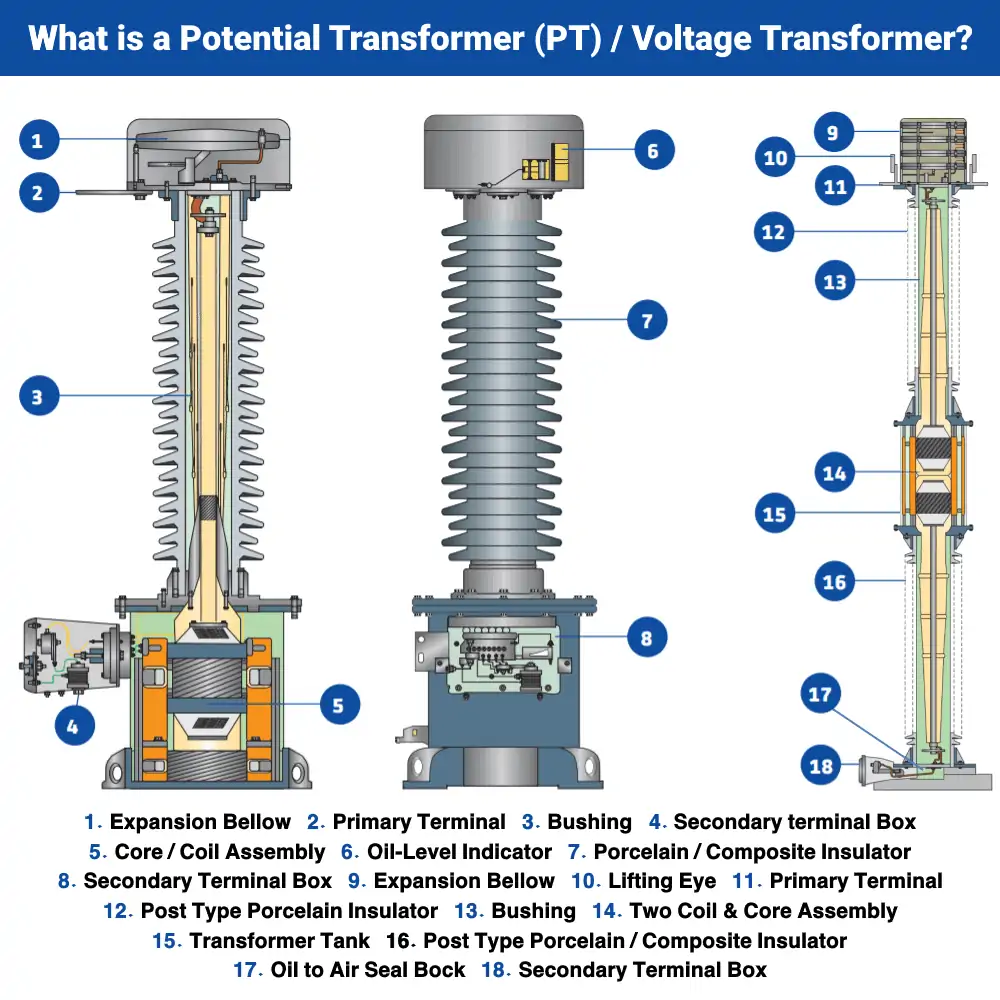 What is a Potential Transformer (PT) / Voltage Transformer?
1
2
3
4
5
6
7
8
9
10
11
12
13
14
15
16
17
18
1. Expansion Bellow 2. Primary Terminal 3. Bushing 4. Secondary terminal Box
5. Core / Coil Assembly 6. Oil-Level Indicator 7. Porcelain / Composite Insulator
8. Secondary Terminal Box 9. Expansion Bellow 10. Lifting Eye 11. Primary Terminal
12. Post Type Porcelain Insulator 13. Bushing 14. Two Coil & Core Assembly
15. Transformer Tank 16. Post Type Porcelain / Composite Insulator
17. Oil to Air Seal Bock 18. Secondary Terminal Box